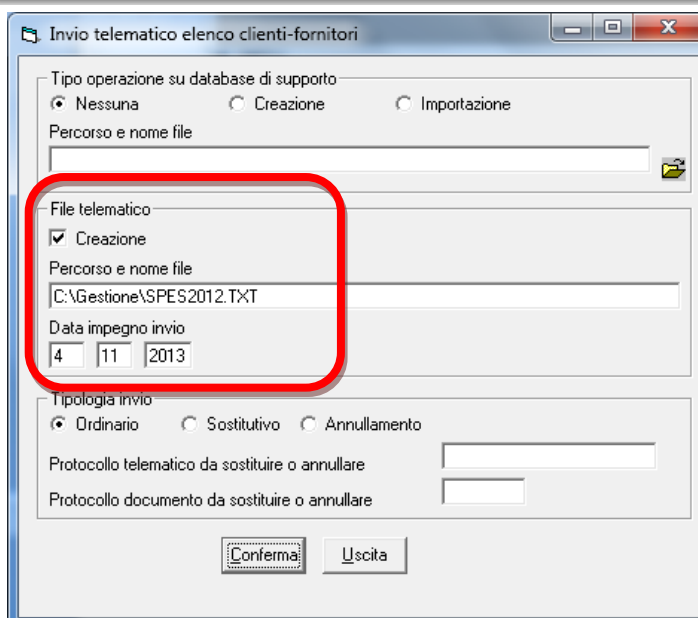 Invio telematico elenco clienti-fornitori
Tipo operazione su database di supporto
Nessuna Creazione Importazione
Percorso e nome file
File telematico
Creazione
Percorso e nome file
C:\Gestione\SPES2012.TXT
Data impegno invio
4 11 2013
Tipologia invio
Ordinario Sostitutivo Annullamento
Protocollo telematico da sostituire o annullare
Protocollo documento da sostituire o annullare
Conferma Uscita